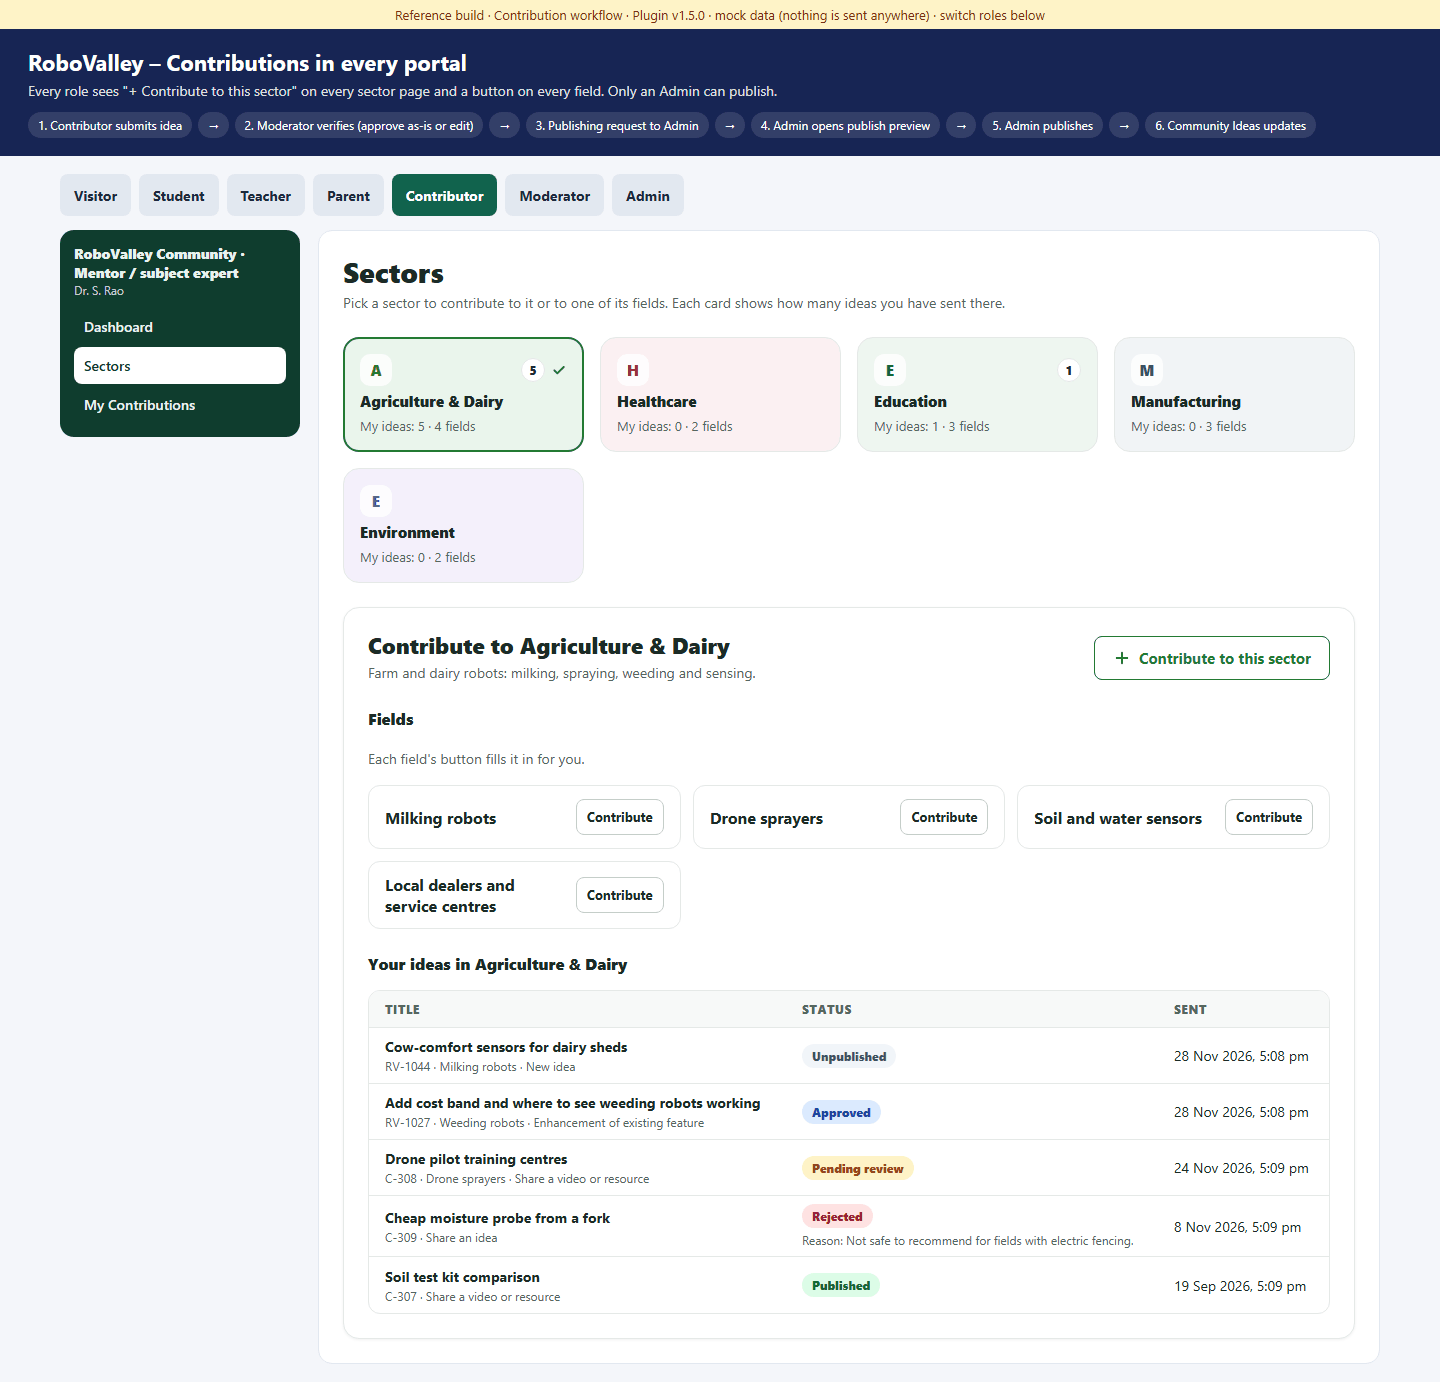 Reference build · Contribution workflow · Plugin v1.5.0 · mock data (nothing is sent anywhere) · switch roles below
RoboValley – Contributions in every portal
Every role sees "+ Contribute to this sector" on every sector page and a button on every field. Only an Admin can publish.
1. Contributor submits idea → 2. Moderator verifies (approve as-is or edit) → 3. Publishing request to Admin → 4. Admin opens publish preview → 5. Admin publishes → 6. Community Ideas updates
Visitor Student Teacher Parent Contributor Moderator Admin
RoboValley Community ·
Mentor / subject expert
Dr. S. Rao
Dashboard
Sectors
My Contributions
Sectors
Pick a sector to contribute to it or to one of its fields. Each card shows how many ideas you have sent there.
A 5 ✓
Agriculture & Dairy
My ideas: 5 · 4 fields
H
Healthcare
My ideas: 0 · 2 fields
E 1
Education
My ideas: 1 · 3 fields
M
Manufacturing
My ideas: 0 · 3 fields
E
Environment
My ideas: 0 · 2 fields
Contribute to Agriculture & Dairy
Farm and dairy robots: milking, spraying, weeding and sensing.
+ Contribute to this sector
Fields
Each field's button fills it in for you.
Milking robots Contribute
Drone sprayers Contribute
Soil and water sensors Contribute
Local dealers and
service centres
Contribute
Your ideas in Agriculture & Dairy
TITLE STATUS SENT
Cow-comfort sensors for dairy sheds
RV-1044 · Milking robots · New idea
Unpublished
28 Nov 2026, 5:08 pm
Add cost band and where to see weeding robots working
RV-1027 · Weeding robots · Enhancement of existing feature
Approved
28 Nov 2026, 5:08 pm
Drone pilot training centres
C-308 · Drone sprayers · Share a video or resource
Pending review
24 Nov 2026, 5:09 pm
Cheap moisture probe from a fork
C-309 · Share an idea
Rejected
Reason: Not safe to recommend for fields with electric fencing.
8 Nov 2026, 5:09 pm
Soil test kit comparison
C-307 · Share a video or resource
Published
19 Sep 2026, 5:09 pm